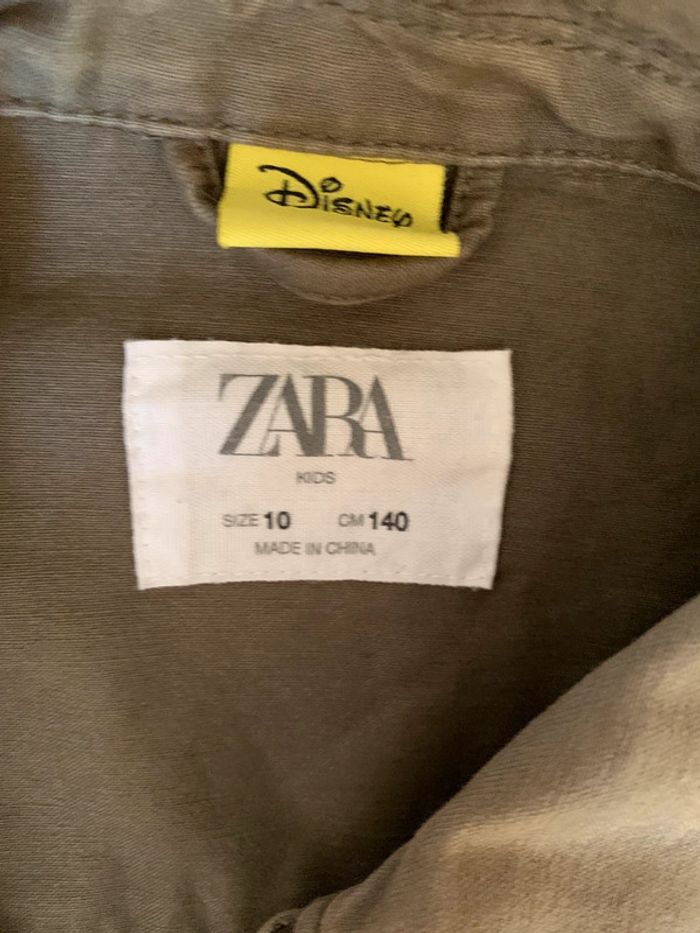 Disney
ZARA
KIDS
SIZE 10 CM 140
MADE IN CHINA